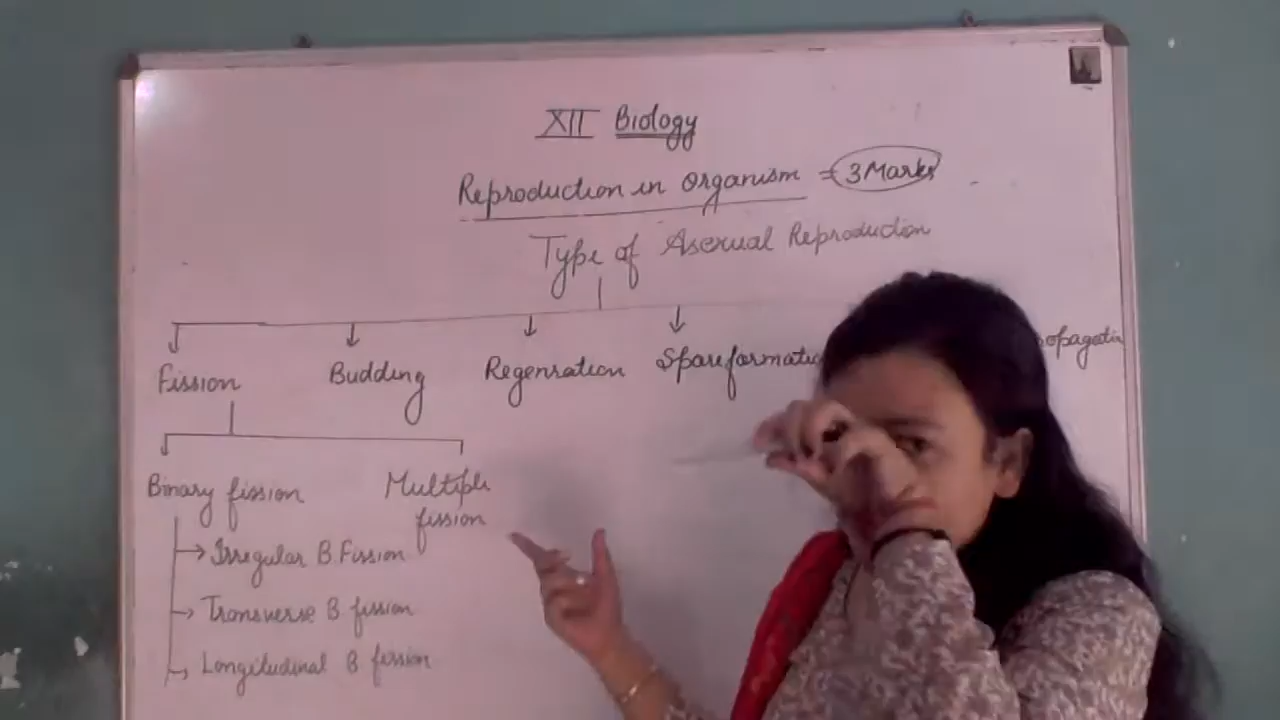 XII Biology
Reproduction in Organism = 3 Marks
Type of Asexual Reproduction
Fission Budding Regenration
Binary fission Multiple
fission
Irregular B. Fission
Transverse B fission
Longitudinal B fission